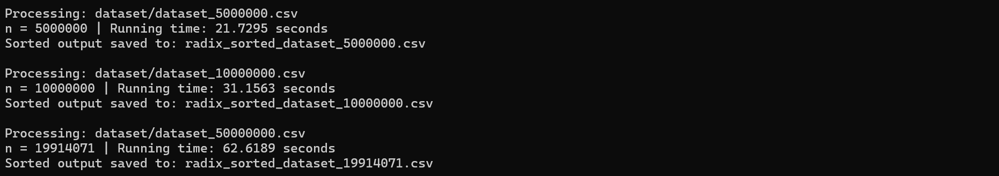 Processing: dataset/dataset_5000000.csv
n = 5000000 | Running time: 21.7295 seconds
Sorted output saved to: radix_sorted_dataset_5000000.csv
Processing: dataset/dataset_10000000.csv
n = 10000000 | Running time: 31.1563 seconds
Sorted output saved to: radix_sorted_dataset_10000000.csv
Processing: dataset/dataset_50000000.csv
n = 19914071 | Running time: 62.6189 seconds
Sorted output saved to: radix_sorted_dataset_19914071.csv